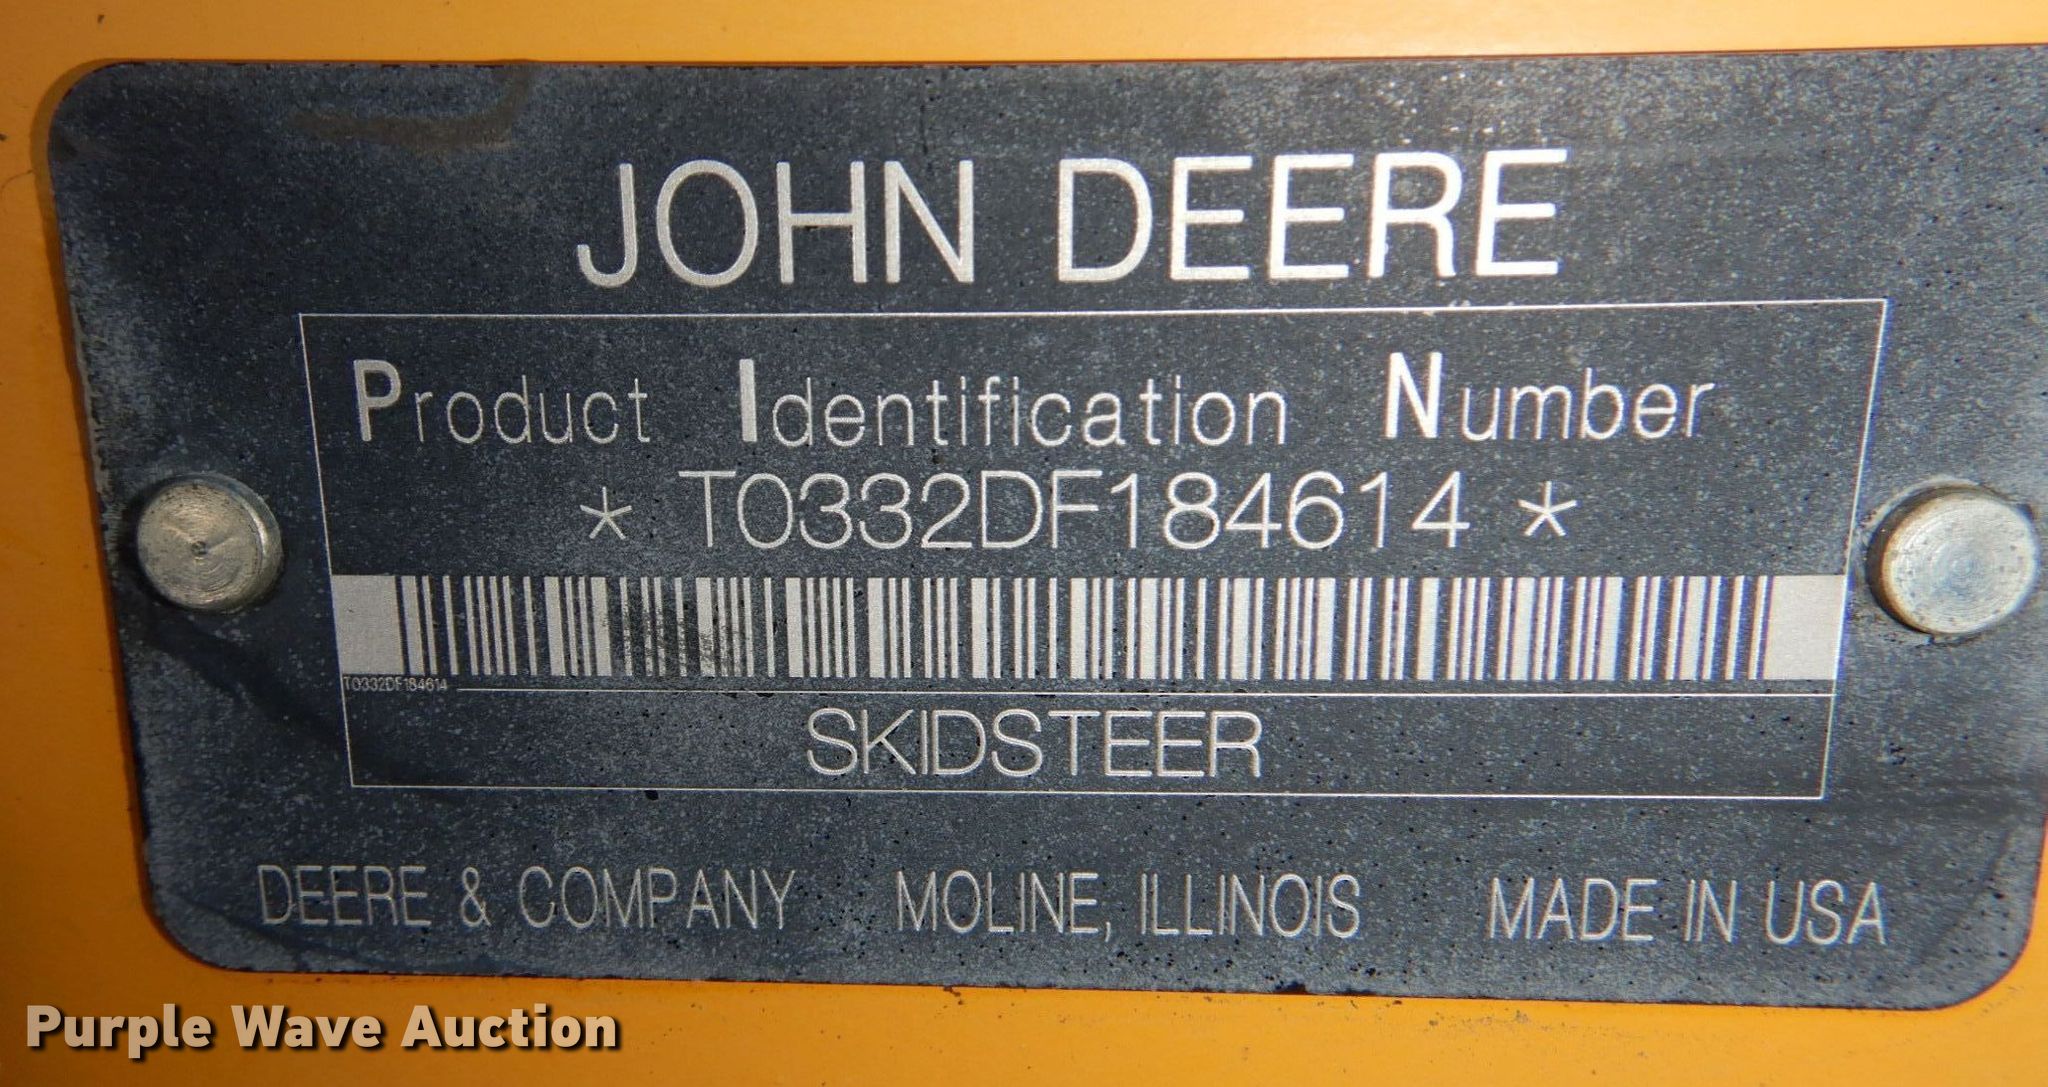 JOHN DEERE
Product Identification Number
* T0332DF184614 *
T0332DF184614
SKIDSTEER
DEERE & COMPANY MOLINE, ILLINOIS MADE IN USA
Purple Wave Auction